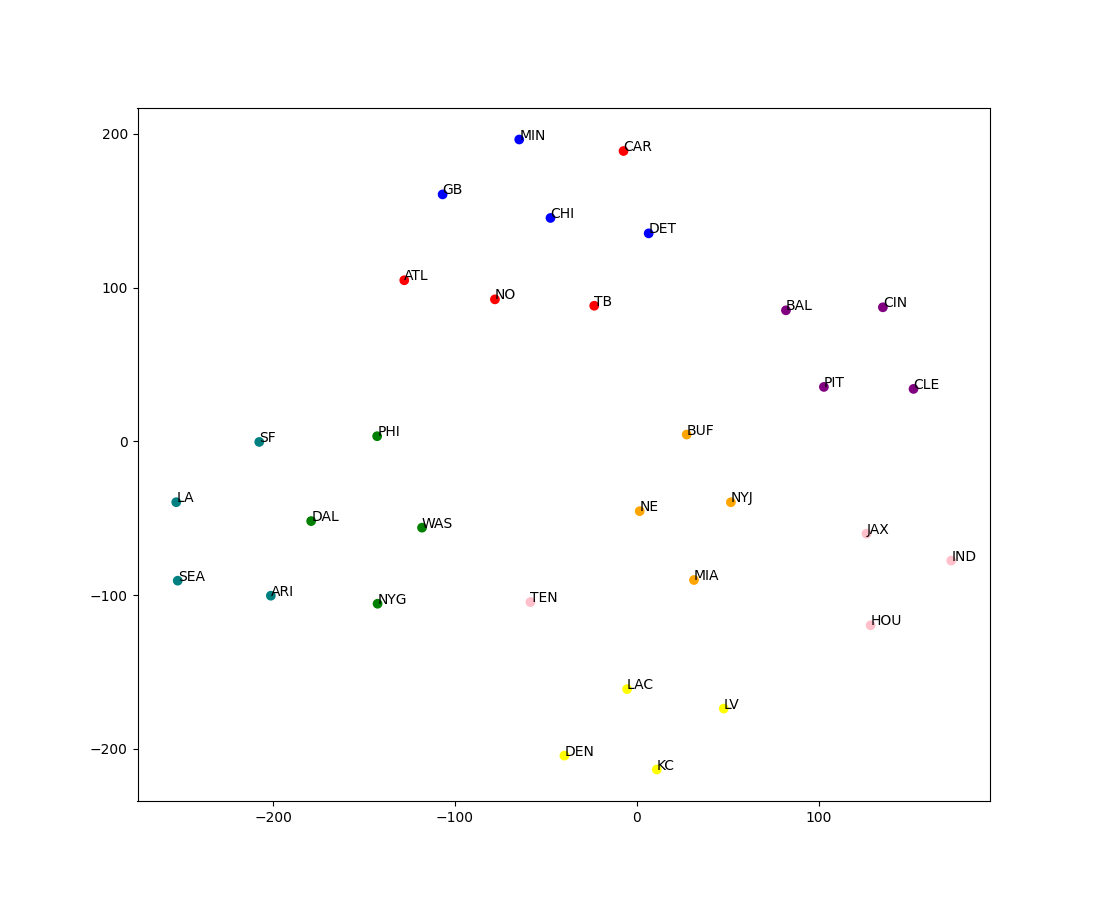 200
MIN
CAR
GB
CHI
DET
100
ATL
NO
TB
BAL
CIN
PIT
CLE
0
SF
PHI
BUF
LA
DAL
WAS
NE
NYJ
JAX
IND
−100
SEA
ARI
NYG
TEN
MIA
HOU
LAC
LV
−200
DEN
KC
−200 −100 0 100